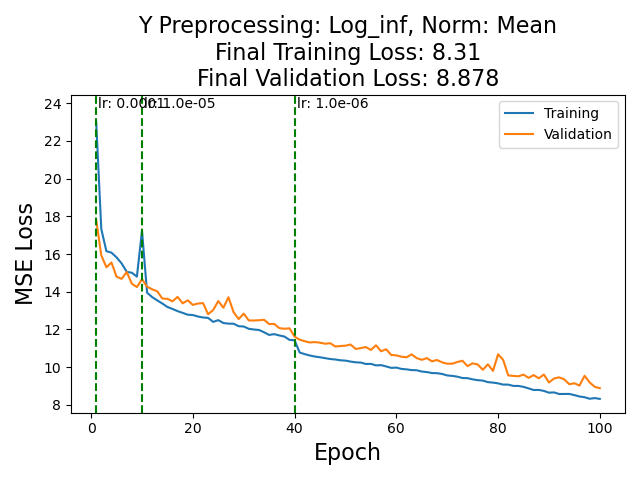 Y Preprocessing: Log_inf, Norm: Mean
Final Training Loss: 8.31
Final Validation Loss: 8.878
lr: 0.0001
lr: 1.0e-05
lr: 1.0e-06
Training
Validation
MSE Loss
24
22
20
18
16
14
12
10
8
0
20
40
60
80
100
Epoch